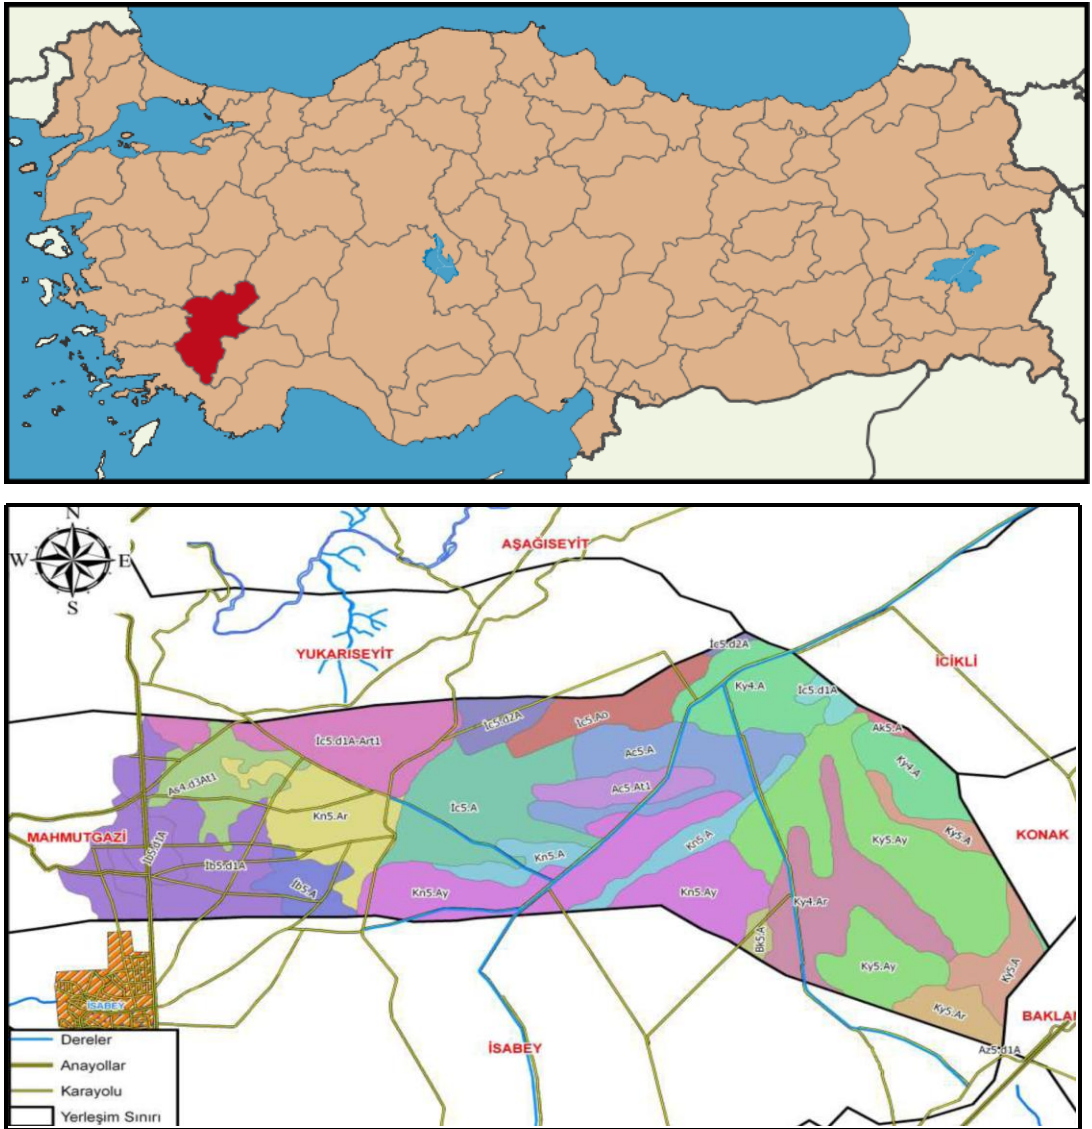 N
W E
S
AŞAĞISEYİT
YUKARISEYİT
İCİKLİ
İc5.d2A
Ky4.A
İc5.d1A
İc5.d2A
İc5.Ao
Ak5.A
İc5.d1A-Art1
Ac5.A
Ky4.A
As4.d3At1
Ac5.At1
İc5.A
Kn5.Ar
MAHMUTGAZİ
İb5.d1A
Kn5.A
Ky5.Ay
Ky5.A
KONAK
İb5.d1A
Kn5.A
İb5.A
Kn5.Ay
Kn5.Ay
Ky4.Ar
Bk5.A
Ky5.Ay
Ky5.A
İSABEY
Ky5.Ar
BAKLAN
İSABEY
Az5.d1A
Dereler
Anayollar
Karayolu
Yerleşim Sınırı